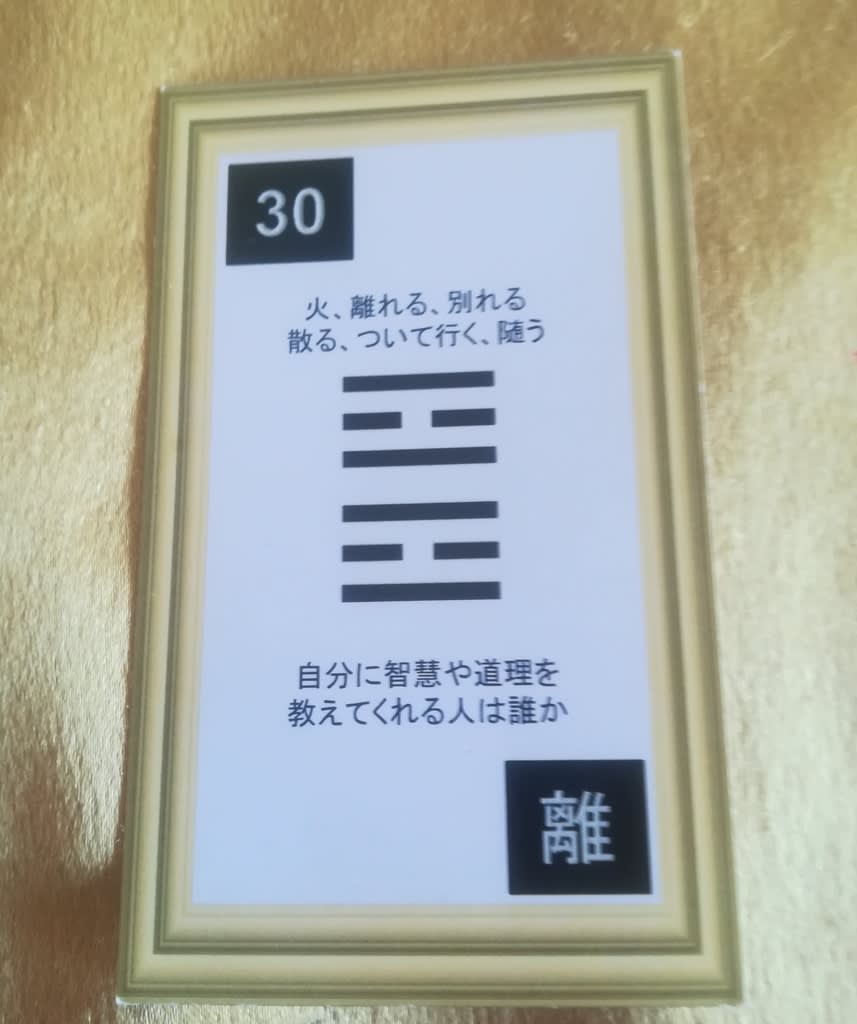 30
火、離れる、別れる
散る、ついて行く、随う
自分に智慧や道理を
教えてくれる人は誰か
離